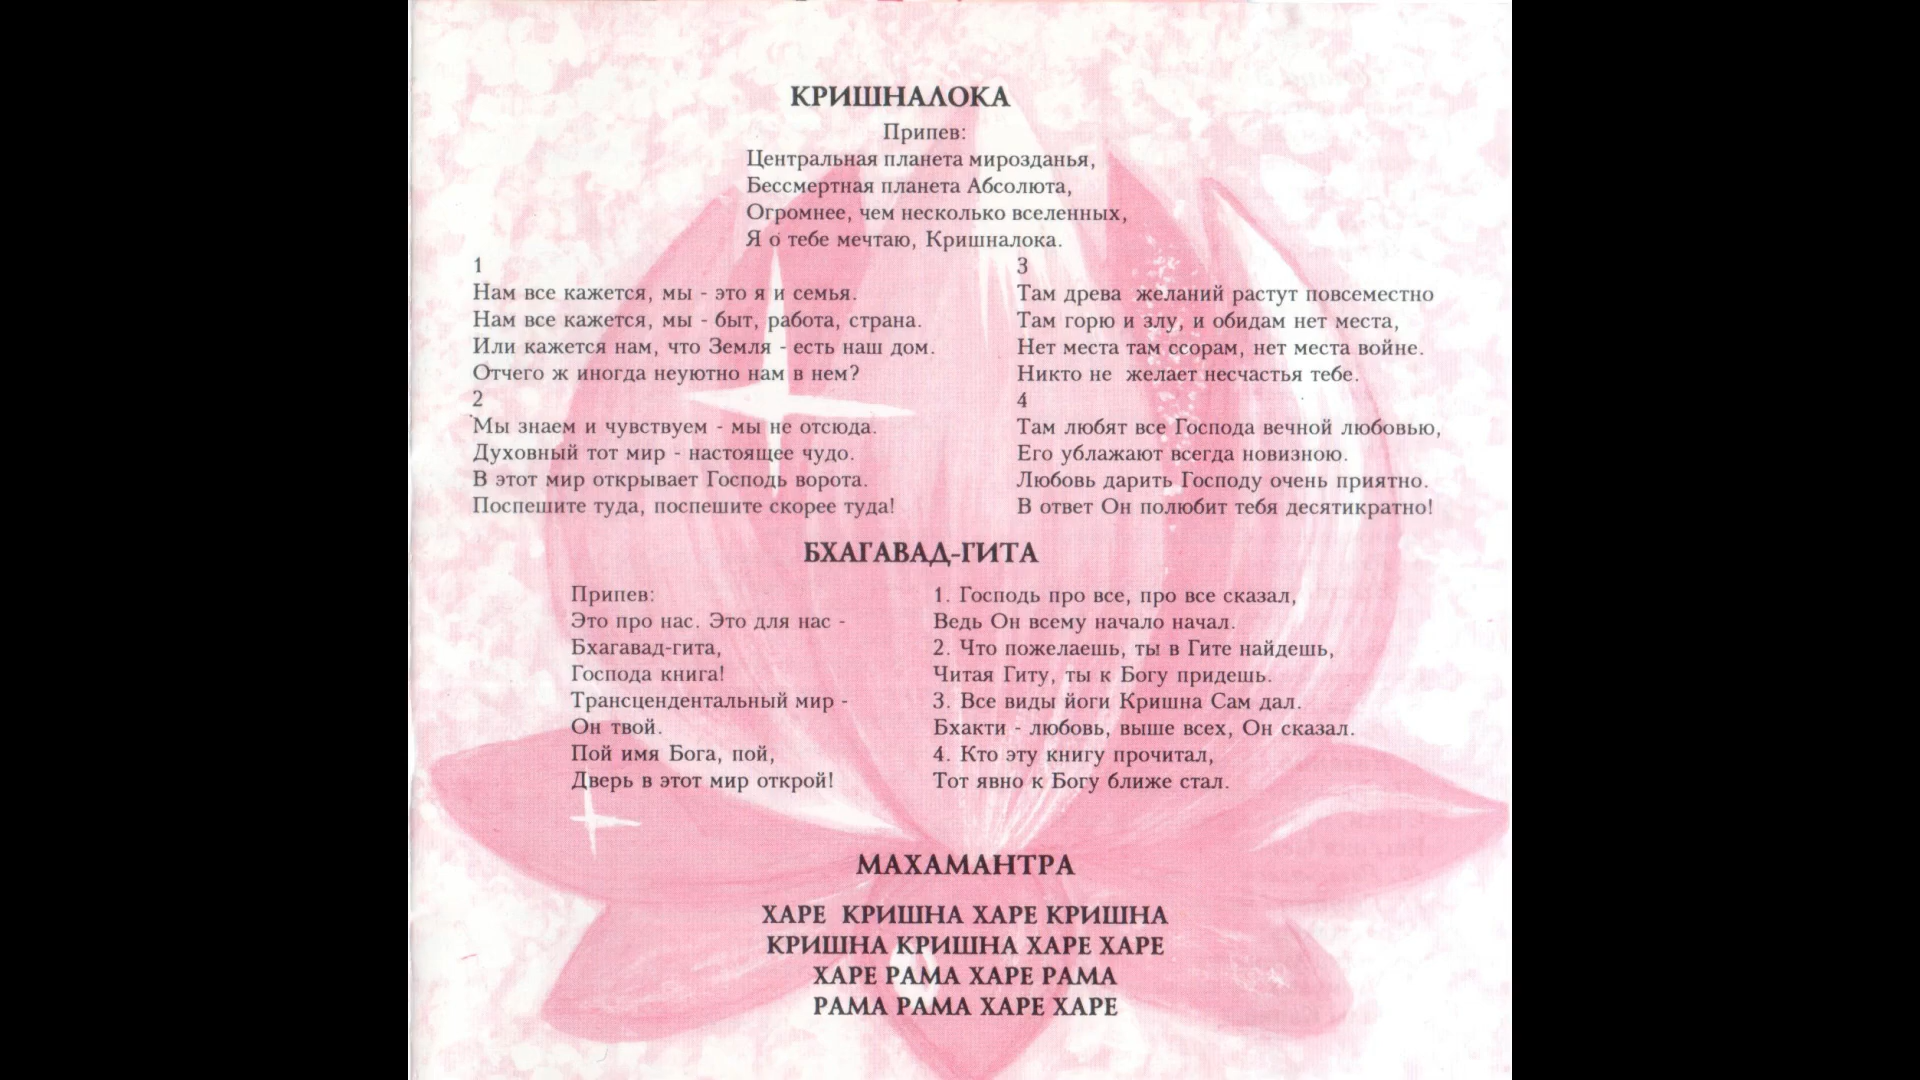 КРИШНАЛОКА
Припев:
Центральная планета мирозданья,
Бессмертная планета Абсолюта,
Огромнее, чем несколько вселенных,
Я о тебе мечтаю, Кришналока.
1
Нам все кажется, мы - это я и семья.
Нам все кажется, мы - быт, работа, страна.
Или кажется нам, что Земля - есть наш дом.
Отчего ж иногда неуютно нам в нем?
2
Мы знаем и чувствуем - мы не отсюда.
Духовный тот мир - настоящее чудо.
В этот мир открывает Господь ворота.
Поспешите туда, поспешите скорее туда!
3
Там древа  желаний растут повсеместно
Там горю и злу, и обидам нет места,
Нет места там ссорам, нет места войне.
Никто не  желает несчастья тебе.
4
Там любят все Господа вечной любовью,
Его ублажают всегда новизною.
Любовь дарить Господу очень приятно.
В ответ Он полюбит тебя десятикратно!
БХАГАВАД-ГИТА
Припев:
Это про нас. Это для нас -
Бхагавад-гита,
Господа книга!
Трансцендентальный мир -
Он твой.
Пой имя Бога, пой,
Дверь в этот мир открой!
1. Господь про все, про все сказал,
Ведь Он всему начало начал.
2. Что пожелаешь, ты в Гите найдешь,
Читая Гиту, ты к Богу придешь.
3. Все виды йоги Кришна Сам дал.
Бхакти - любовь, выше всех, Он сказал.
4. Кто эту книгу прочитал,
Тот явно к Богу ближе стал.
МАХАМАНТРА
ХАРЕ  КРИШНА ХАРЕ КРИШНА
КРИШНА КРИШНА ХАРЕ ХАРЕ
ХАРЕ РАМА ХАРЕ РАМА
РАМА РАМА ХАРЕ ХАРЕ